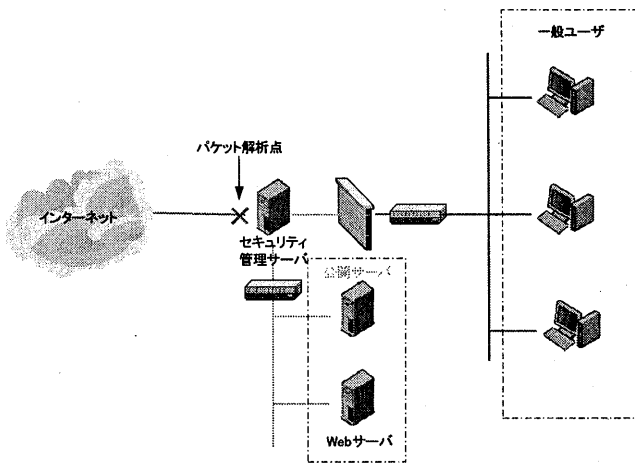 一般ユーザ
パケット解析点
インターネット
セキュリティ
管理サーバ
公開サーバ
Webサーバ